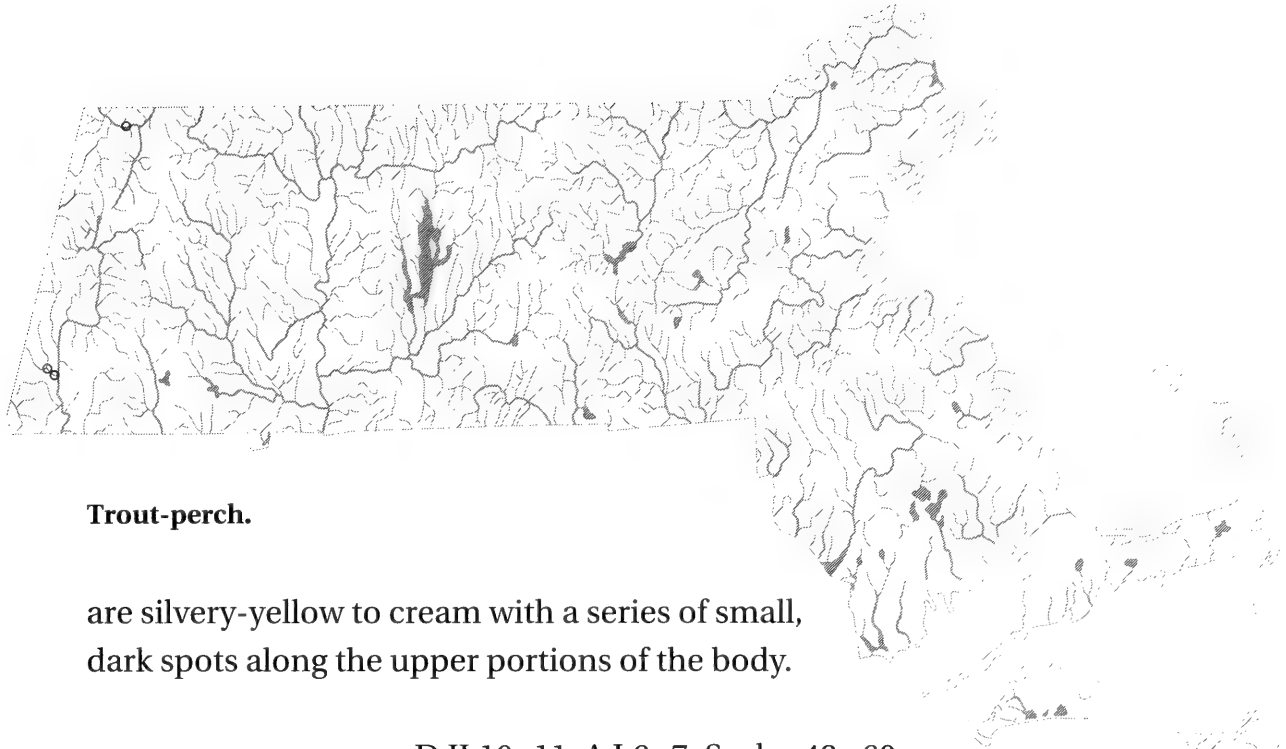 Trout-perch.
are silvery-yellow to cream with a series of small,
dark spots along the upper portions of the body.